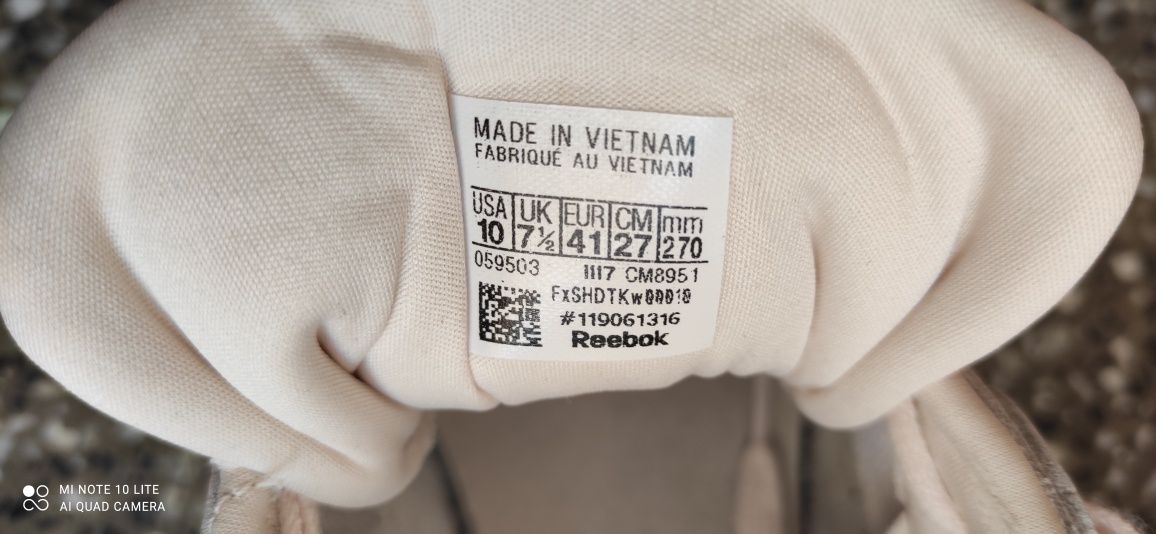 MADE IN VIETNAM
FABRIQUÉ AU VIETNAM
USA UK EUR CM mm
10 7½ 41 27 270
059503 1117 CM8951
#119061316
Reebok
MI NOTE 10 LITE
AI QUAD CAMERA